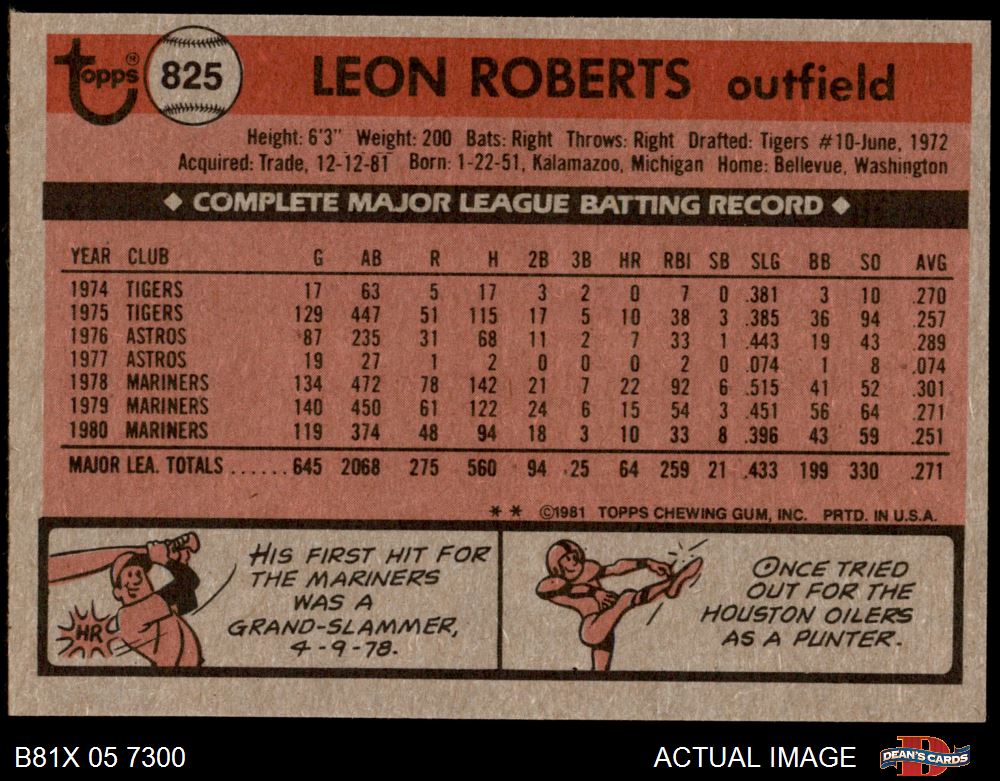 Topps® 825 LEON ROBERTS outfield
Height: 6'3" Weight: 200 Bats: Right Throws: Right Drafted: Tigers #10-June, 1972
Acquired: Trade, 12-12-81 Born: 1-22-51, Kalamazoo, Michigan Home: Bellevue, Washington
◆ COMPLETE MAJOR LEAGUE BATTING RECORD ◆
YEAR CLUB G AB R H 2B 3B HR RBI SB SLG BB SO AVG
1974 TIGERS 17 63 5 17 3 2 0 7 0 .381 3 10 .270
1975 TIGERS 129 447 51 115 17 5 10 38 3 .385 36 94 .257
1976 ASTROS 87 235 31 68 11 2 7 33 1 .443 19 43 .289
1977 ASTROS 19 27 1 2 0 0 0 2 0 .074 1 8 .074
1978 MARINERS 134 472 78 142 21 7 22 92 6 .515 41 52 .301
1979 MARINERS 140 450 61 122 24 6 15 54 3 .451 56 64 .271
1980 MARINERS 119 374 48 94 18 3 10 33 8 .396 43 59 .251
MAJOR LEA. TOTALS ...... 645 2068 275 560 94 25 64 259 21 .433 199 330 .271
* * ©1981 TOPPS CHEWING GUM, INC. PRTD. IN U.S.A.
HR
HIS FIRST HIT FOR
THE MARINERS
WAS A
GRAND-SLAMMER,
4-9-78.
ONCE TRIED
OUT FOR THE
HOUSTON OILERS
AS A PUNTER.
B81X 05 7300 ACTUAL IMAGE DEAN'S CARDS